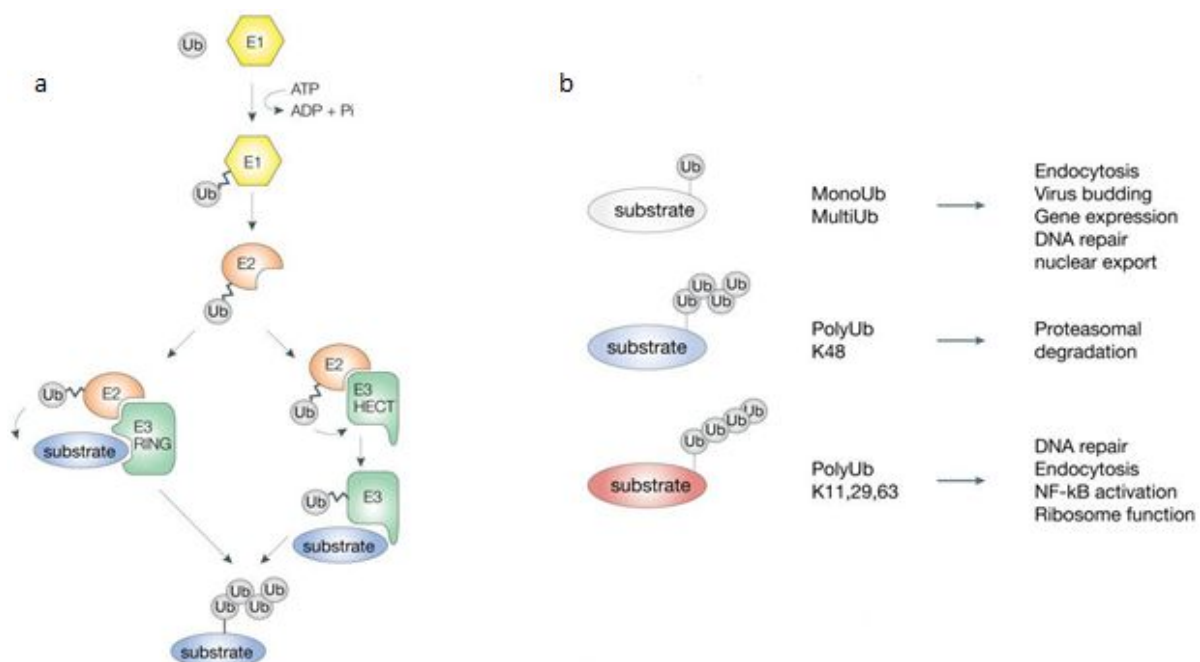 a
Ub
E1
ATP
ADP + Pi
E1
Ub
E2
Ub
Ub
E2
E3
RING
substrate
E2
Ub
E3
HECT
Ub
E3
substrate
Ub
Ub
Ub
Ub
Ub
substrate
b
Ub
substrate
MonoUb
MultiUb
Endocytosis
Virus budding
Gene expression
DNA repair
nuclear export
Ub
Ub
Ub
Ub
Ub
substrate
PolyUb
K48
Proteasomal
degradation
Ub
Ub
Ub
Ub
substrate
PolyUb
K11,29,63
DNA repair
Endocytosis
NF-kB activation
Ribosome function